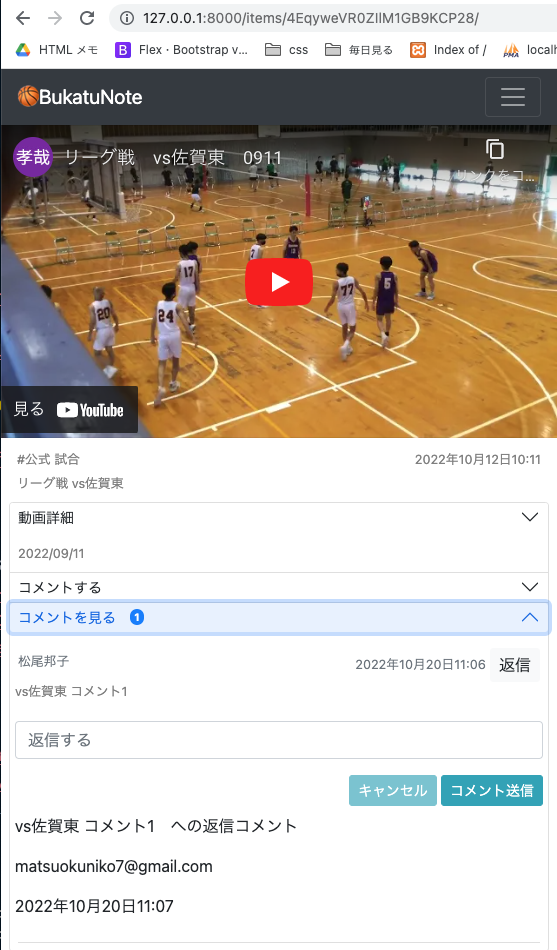 127.0.0.1:8000/items/4EqyweVR0ZIlM1GB9KCP28/
HTML メモ
B
Flex · Bootstrap v...
css
毎日見る
Index of /
PMA
localh
BukatuNote
孝哉
リーグ戦 vs佐賀東 0911
リンクをコ...
17
20
24
77
5
見る YouTube
#公式 試合
2022年10月12日10:11
リーグ戦 vs佐賀東
動画詳細
2022/09/11
コメントする
コメントを見る 1
松尾邦子
2022年10月20日11:06
返信
vs佐賀東 コメント1
返信する
キャンセル
コメント送信
vs佐賀東 コメント1 への返信コメント
matsuokuniko7@gmail.com
2022年10月20日11:07